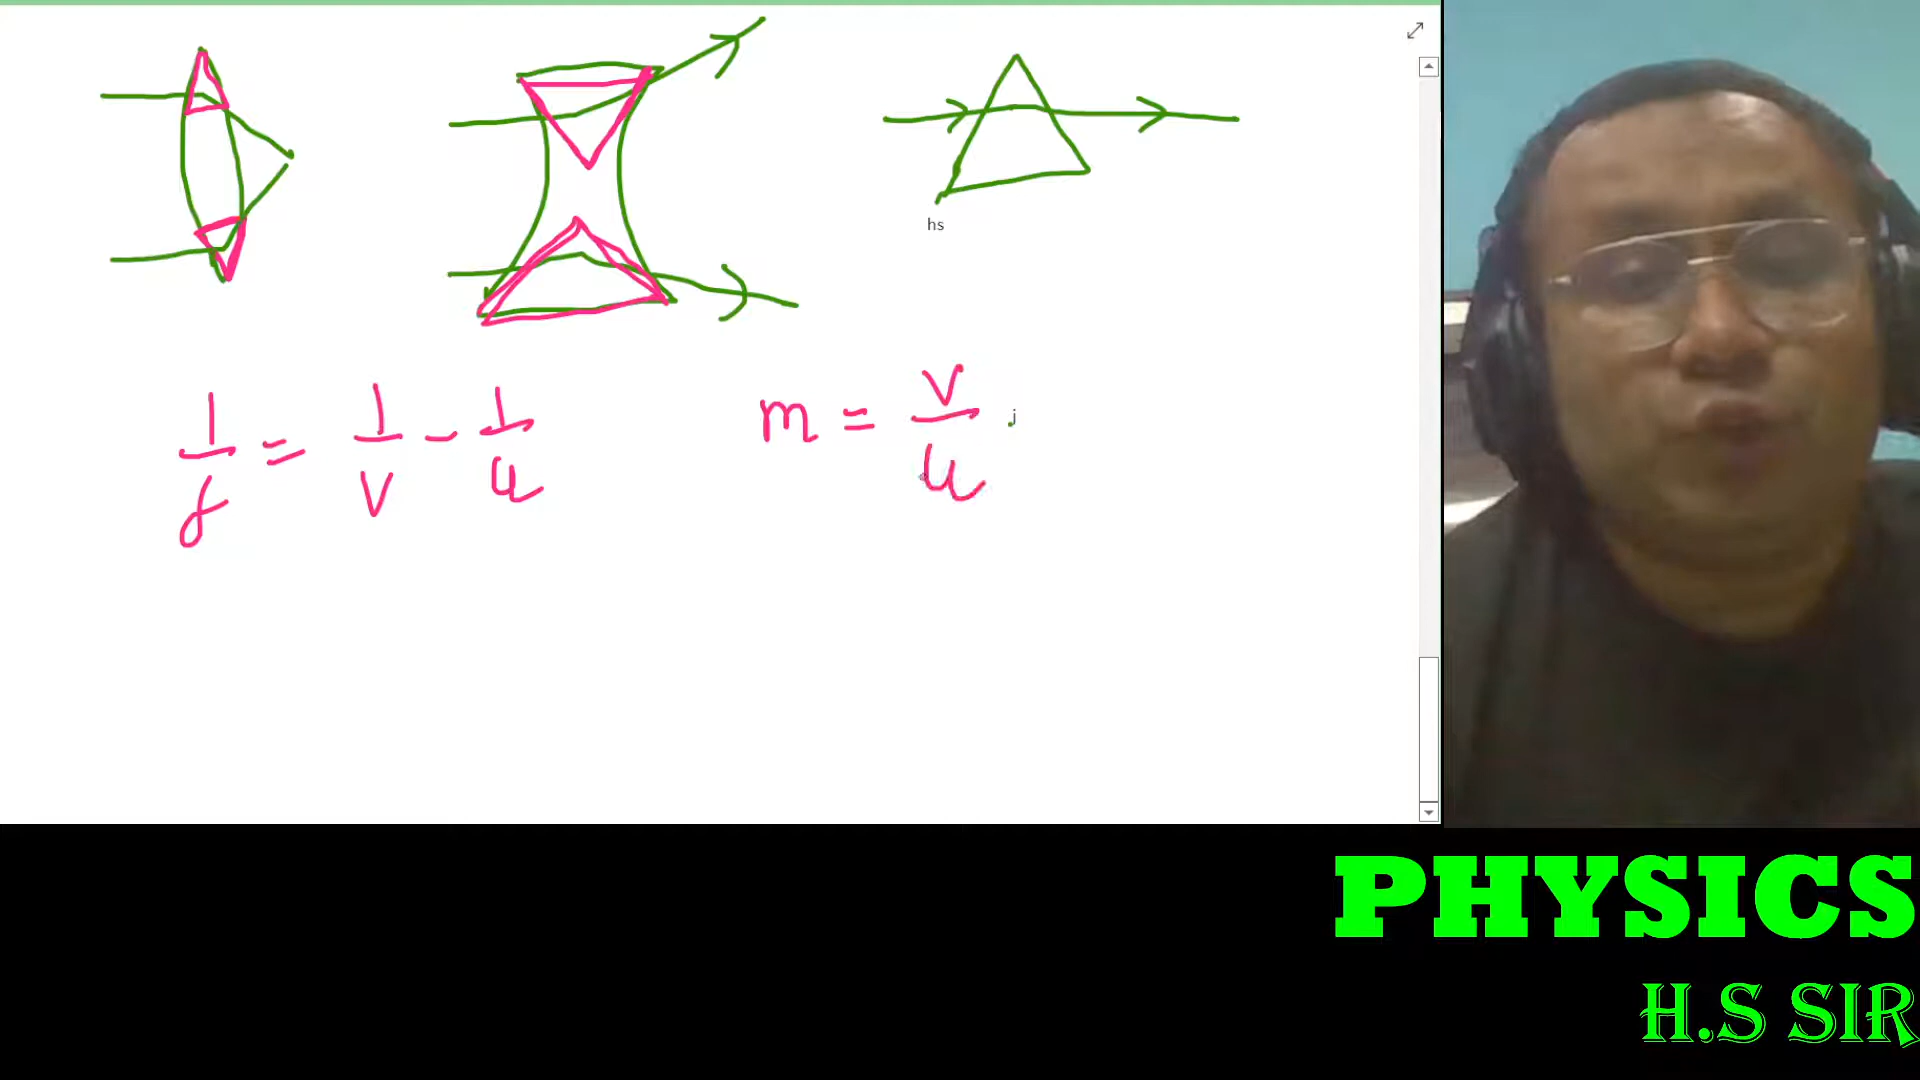 hs
1/f = 1/v - 1/u
m = v/u
j
PHYSICS
H.S SIR